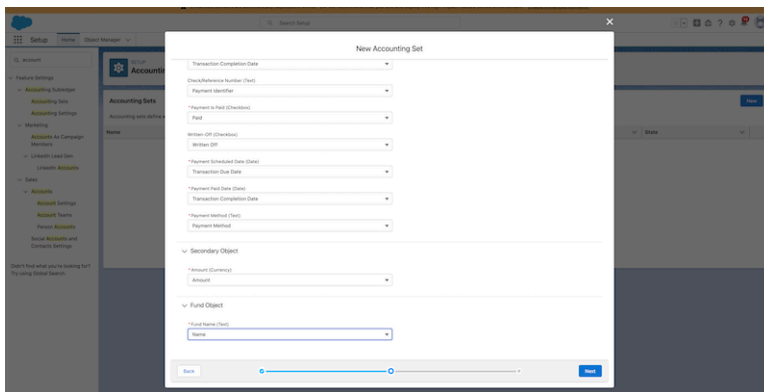 Search Setup
Setup
Home
Object Manager
account
Feature Settings
Accounting Subledger
Accounting Sets
Accounting Settings
Marketing
Accounts As Campaign
Members
LinkedIn Lead Gen
LinkedIn Accounts
Sales
Accounts
Account Settings
Account Teams
Person Accounts
Social Accounts and
Contacts Settings
Didn't find what you're looking for?
Try using Global Search.
SETUP
Accounting Sets
Name
New
State
New Accounting Set
Transaction Completion Date
Check/Reference Number (Text)
Payment Identifier
*Payment Is Paid (Checkbox)
Paid
Written-Off (Checkbox)
Written Off
*Payment Scheduled Date (Date)
Transaction Due Date
*Payment Paid Date (Date)
Transaction Completion Date
*Payment Method (Text)
Payment Method
Secondary Object
*Amount (Currency)
Amount
Fund Object
*Fund Name (Text)
Name
Back
Next